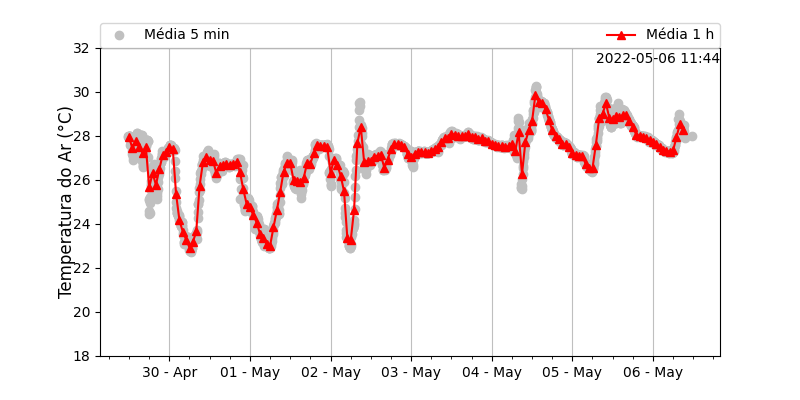 Média 5 min
Média 1 h
2022-05-06 11:44
Temperatura do Ar (°C)
32
30
28
26
24
22
20
18
30 - Apr
01 - May
02 - May
03 - May
04 - May
05 - May
06 - May